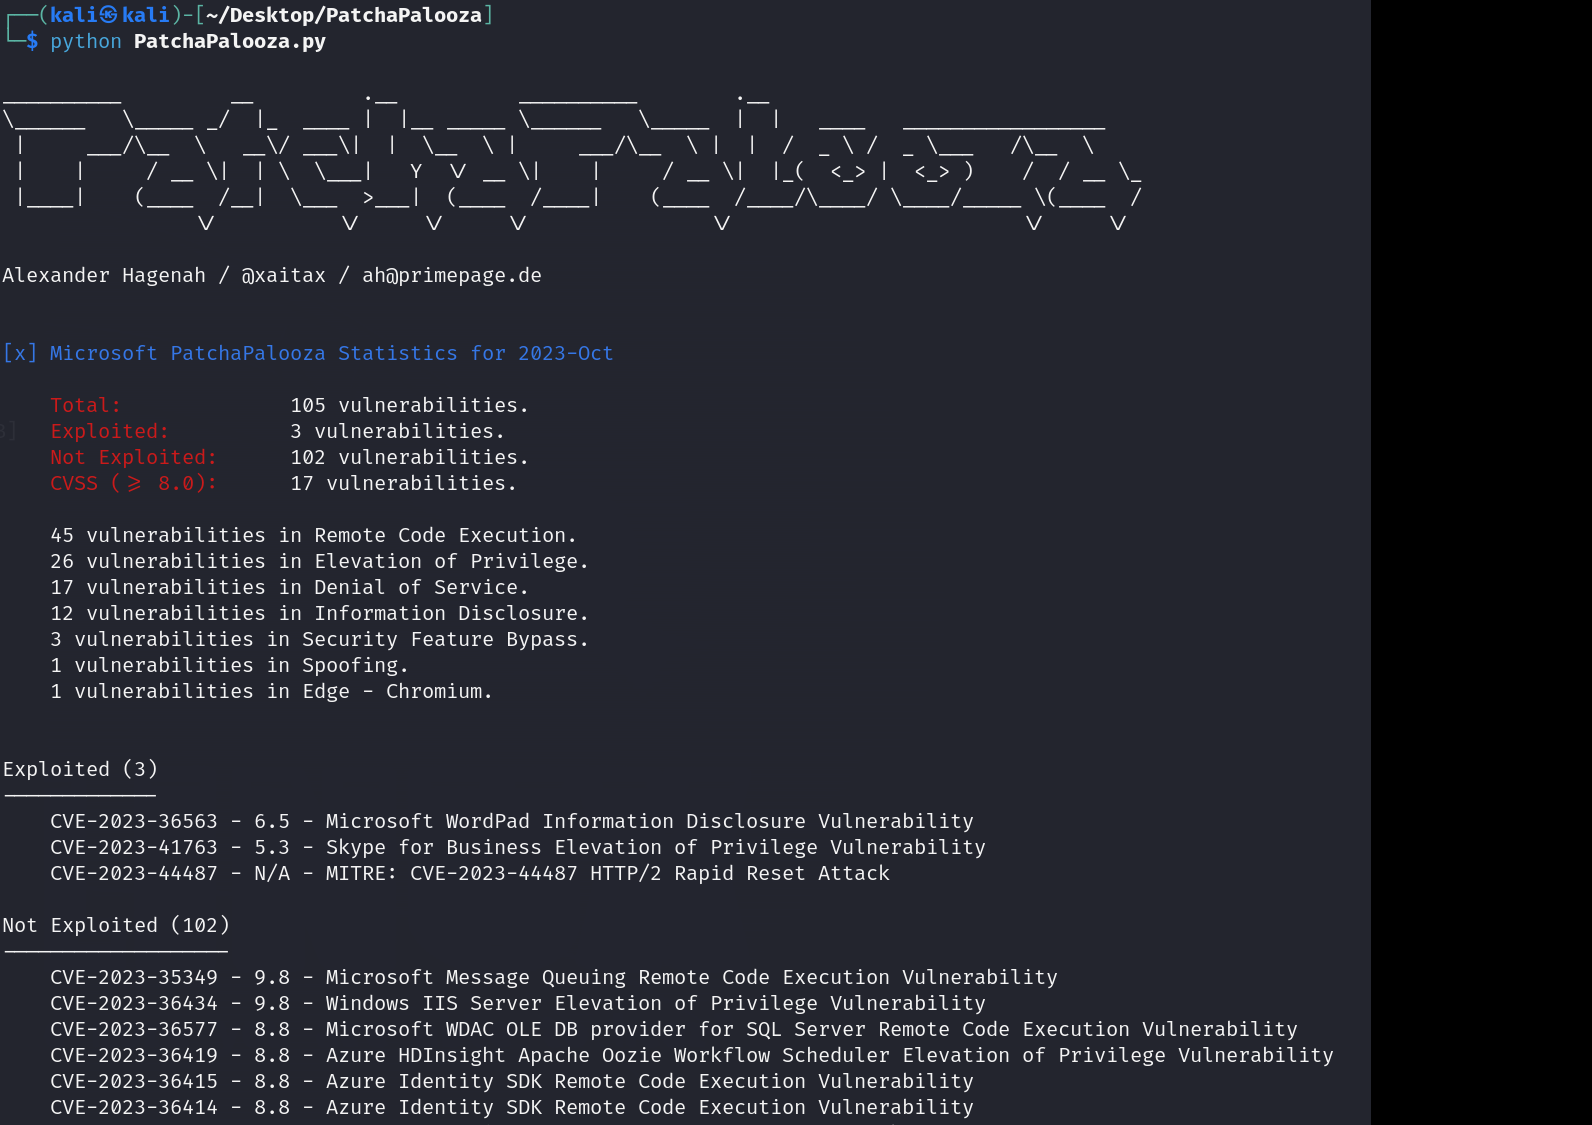 (kali㉿kali)-[~/Desktop/PatchaPalooza]
$ python PatchaPalooza.py
PatchaPalooza
Alexander Hagenah / @xaitax / ah@primepage.de
[x] Microsoft PatchaPalooza Statistics for 2023-Oct
Total: 105 vulnerabilities.
Exploited: 3 vulnerabilities.
Not Exploited: 102 vulnerabilities.
CVSS (≥ 8.0): 17 vulnerabilities.
45 vulnerabilities in Remote Code Execution.
26 vulnerabilities in Elevation of Privilege.
17 vulnerabilities in Denial of Service.
12 vulnerabilities in Information Disclosure.
3 vulnerabilities in Security Feature Bypass.
1 vulnerabilities in Spoofing.
1 vulnerabilities in Edge - Chromium.
Exploited (3)
-------------
CVE-2023-36563 - 6.5 - Microsoft WordPad Information Disclosure Vulnerability
CVE-2023-41763 - 5.3 - Skype for Business Elevation of Privilege Vulnerability
CVE-2023-44487 - N/A - MITRE: CVE-2023-44487 HTTP/2 Rapid Reset Attack
Not Exploited (102)
-------------------
CVE-2023-35349 - 9.8 - Microsoft Message Queuing Remote Code Execution Vulnerability
CVE-2023-36434 - 9.8 - Windows IIS Server Elevation of Privilege Vulnerability
CVE-2023-36577 - 8.8 - Microsoft WDAC OLE DB provider for SQL Server Remote Code Execution Vulnerability
CVE-2023-36419 - 8.8 - Azure HDInsight Apache Oozie Workflow Scheduler Elevation of Privilege Vulnerability
CVE-2023-36415 - 8.8 - Azure Identity SDK Remote Code Execution Vulnerability
CVE-2023-36414 - 8.8 - Azure Identity SDK Remote Code Execution Vulnerability